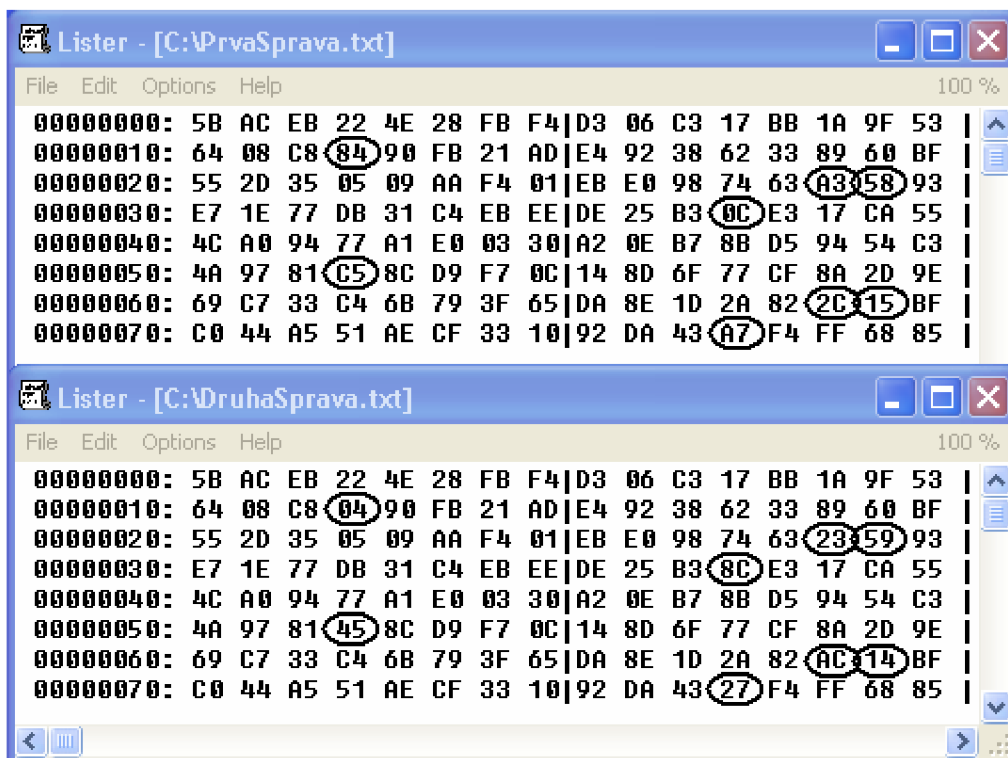 Lister - [C:\PrvaSprava.txt]
File Edit Options Help 100 %
00000000: 5B AC EB 22 4E 28 FB F4|D3 06 C3 17 BB 1A 9F 53 |
00000010: 64 08 C8 84 90 FB 21 AD|E4 92 38 62 33 89 60 BF |
00000020: 55 2D 35 05 09 AA F4 01|EB E0 98 74 63 A3 58 93 |
00000030: E7 1E 77 DB 31 C4 EB EE|DE 25 B3 0C E3 17 CA 55 |
00000040: 4C A0 94 77 A1 E0 03 30|A2 0E B7 8B D5 94 54 C3 |
00000050: 4A 97 81 C5 8C D9 F7 0C|14 8D 6F 77 CF 8A 2D 9E |
00000060: 69 C7 33 C4 6B 79 3F 65|DA 8E 1D 2A 82 2C 15 BF |
00000070: C0 44 A5 51 AE CF 33 10|92 DA 43 A7 F4 FF 68 85 |
Lister - [C:\DruhaSprava.txt]
File Edit Options Help 100 %
00000000: 5B AC EB 22 4E 28 FB F4|D3 06 C3 17 BB 1A 9F 53 |
00000010: 64 08 C8 04 90 FB 21 AD|E4 92 38 62 33 89 60 BF |
00000020: 55 2D 35 05 09 AA F4 01|EB E0 98 74 63 23 59 93 |
00000030: E7 1E 77 DB 31 C4 EB EE|DE 25 B3 8C E3 17 CA 55 |
00000040: 4C A0 94 77 A1 E0 03 30|A2 0E B7 8B D5 94 54 C3 |
00000050: 4A 97 81 45 8C D9 F7 0C|14 8D 6F 77 CF 8A 2D 9E |
00000060: 69 C7 33 C4 6B 79 3F 65|DA 8E 1D 2A 82 AC 14 BF |
00000070: C0 44 A5 51 AE CF 33 10|92 DA 43 27 F4 FF 68 85 |